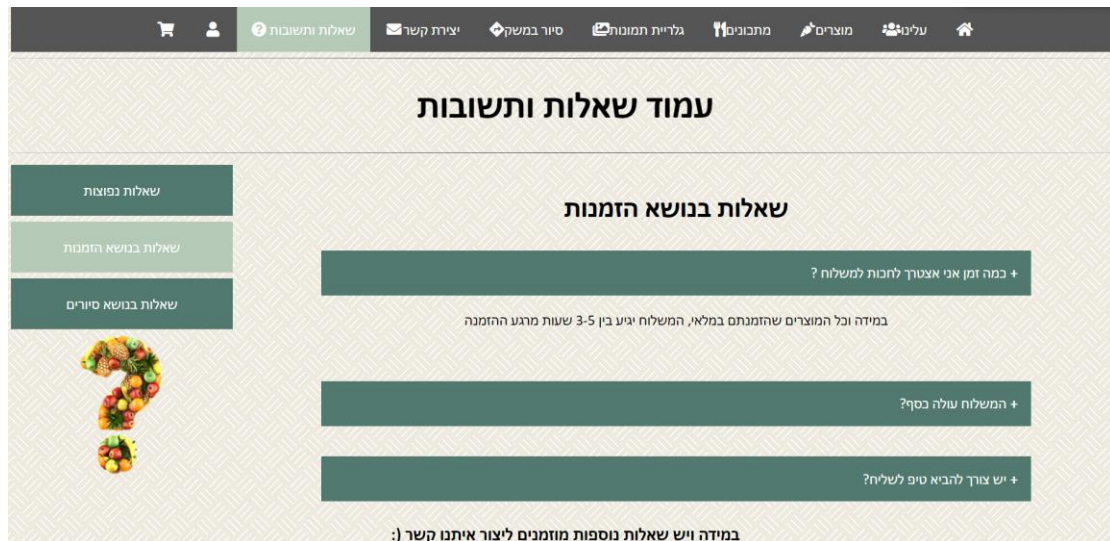 עלינו
מוצרים
מתכונים
גלריית תמונות
סיור במשק
יצירת קשר
שאלות ותשובות
עמוד שאלות ותשובות
שאלות נפוצות
שאלות בנושא הזמנות
שאלות בנושא סיורים
שאלות בנושא הזמנות
+ כמה זמן אני אצטרך לחכות למשלוח ?
במידה וכל המוצרים שהזמנתם במלאי, המשלוח יגיע בין 3-5 שעות מרגע ההזמנה
+ המשלוח עולה כסף?
+ יש צורך להביא טיפ לשליח?
במידה ויש שאלות נוספות מוזמנים ליצור איתנו קשר (: